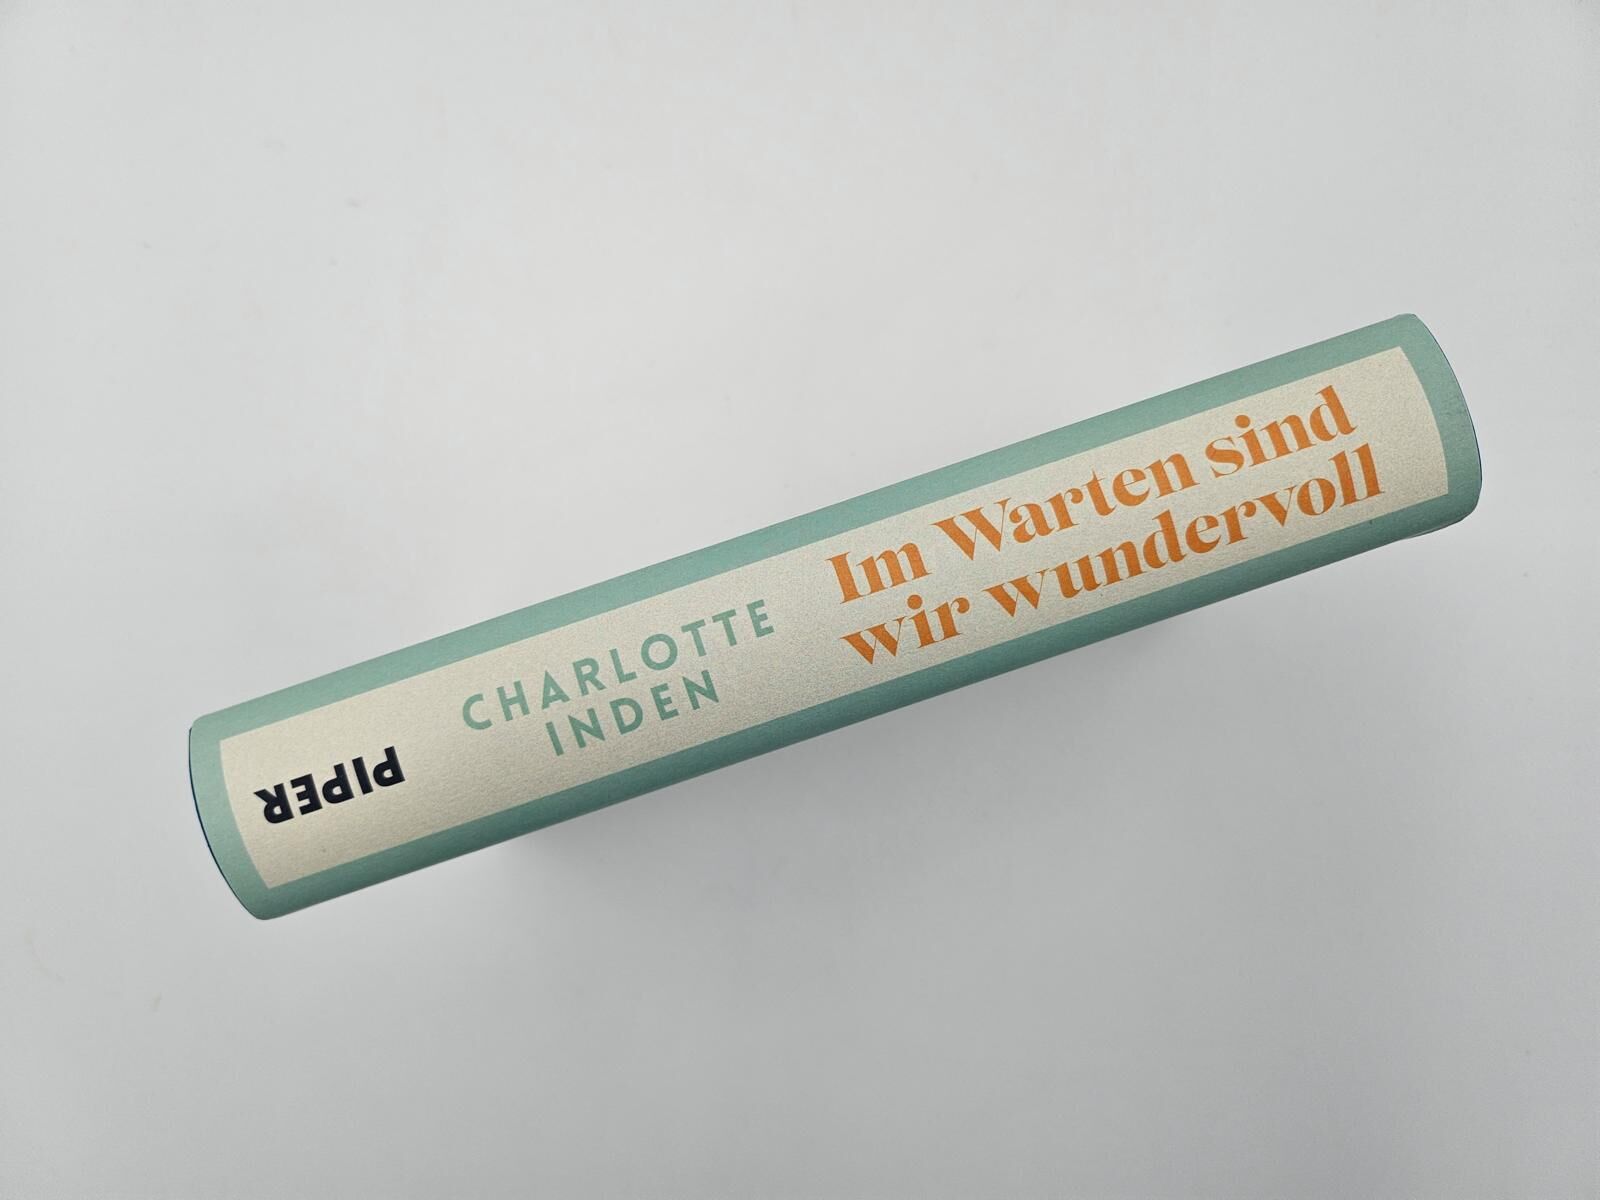 PIPER
CHARLOTTE
INDEN
Im Warten sind
wir wundervoll